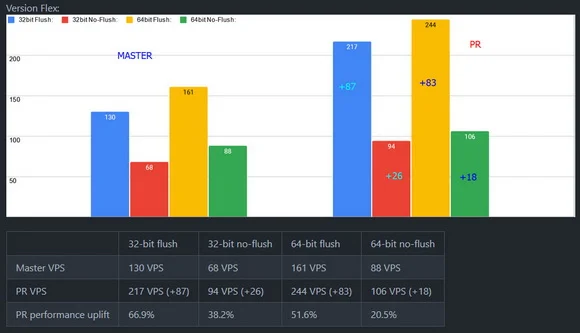 Version Flex:
32bit Flush: 32bit No-Flush: 64bit Flush: 64bit No-Flush:
MASTER
PR
200
150
100
50
130
68
161
88
217
94
244
106
+87
+26
+83
+18
32-bit flush 32-bit no-flush 64-bit flush 64-bit no-flush
Master VPS 130 VPS 68 VPS 161 VPS 88 VPS
PR VPS 217 VPS (+87) 94 VPS (+26) 244 VPS (+83) 106 VPS (+18)
PR performance uplift 66.9% 38.2% 51.6% 20.5%